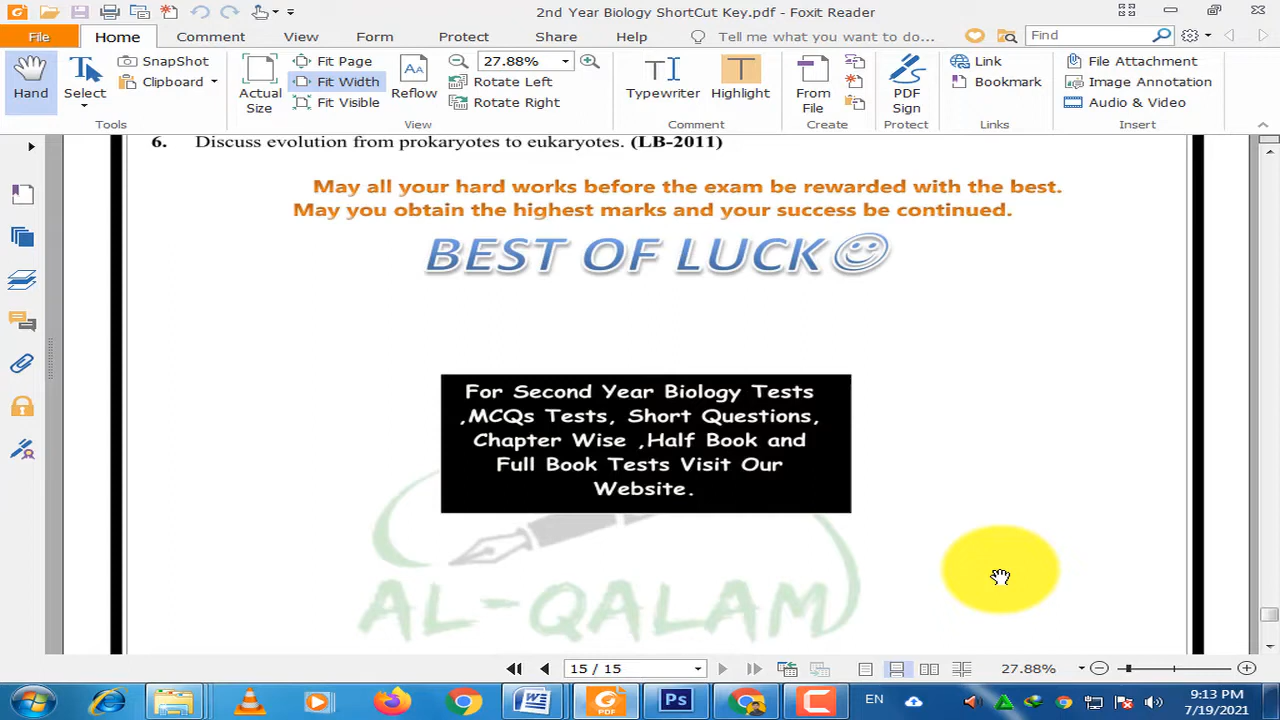 2nd Year Biology ShortCut Key.pdf - Foxit Reader
File Home Comment View Form Protect Share Help Tell me what you want to do... Find
Hand
Select
SnapShot
Clipboard
Tools
Actual Size
Fit Page
Fit Width
Fit Visible
Reflow
27.88%
Rotate Left
Rotate Right
View
Typewriter
Highlight
Comment
From File
Create
PDF Sign
Protect
Link
Bookmark
Links
File Attachment
Image Annotation
Audio & Video
Insert
6. Discuss evolution from prokaryotes to eukaryotes. (LB-2011)
May all your hard works before the exam be rewarded with the best.
May you obtain the highest marks and your success be continued.
BEST OF LUCK
For Second Year Biology Tests
,MCQs Tests, Short Questions,
Chapter Wise ,Half Book and
Full Book Tests Visit Our
Website.
AL-QALAM
15 / 15
27.88%
EN
9:13 PM
7/19/2021